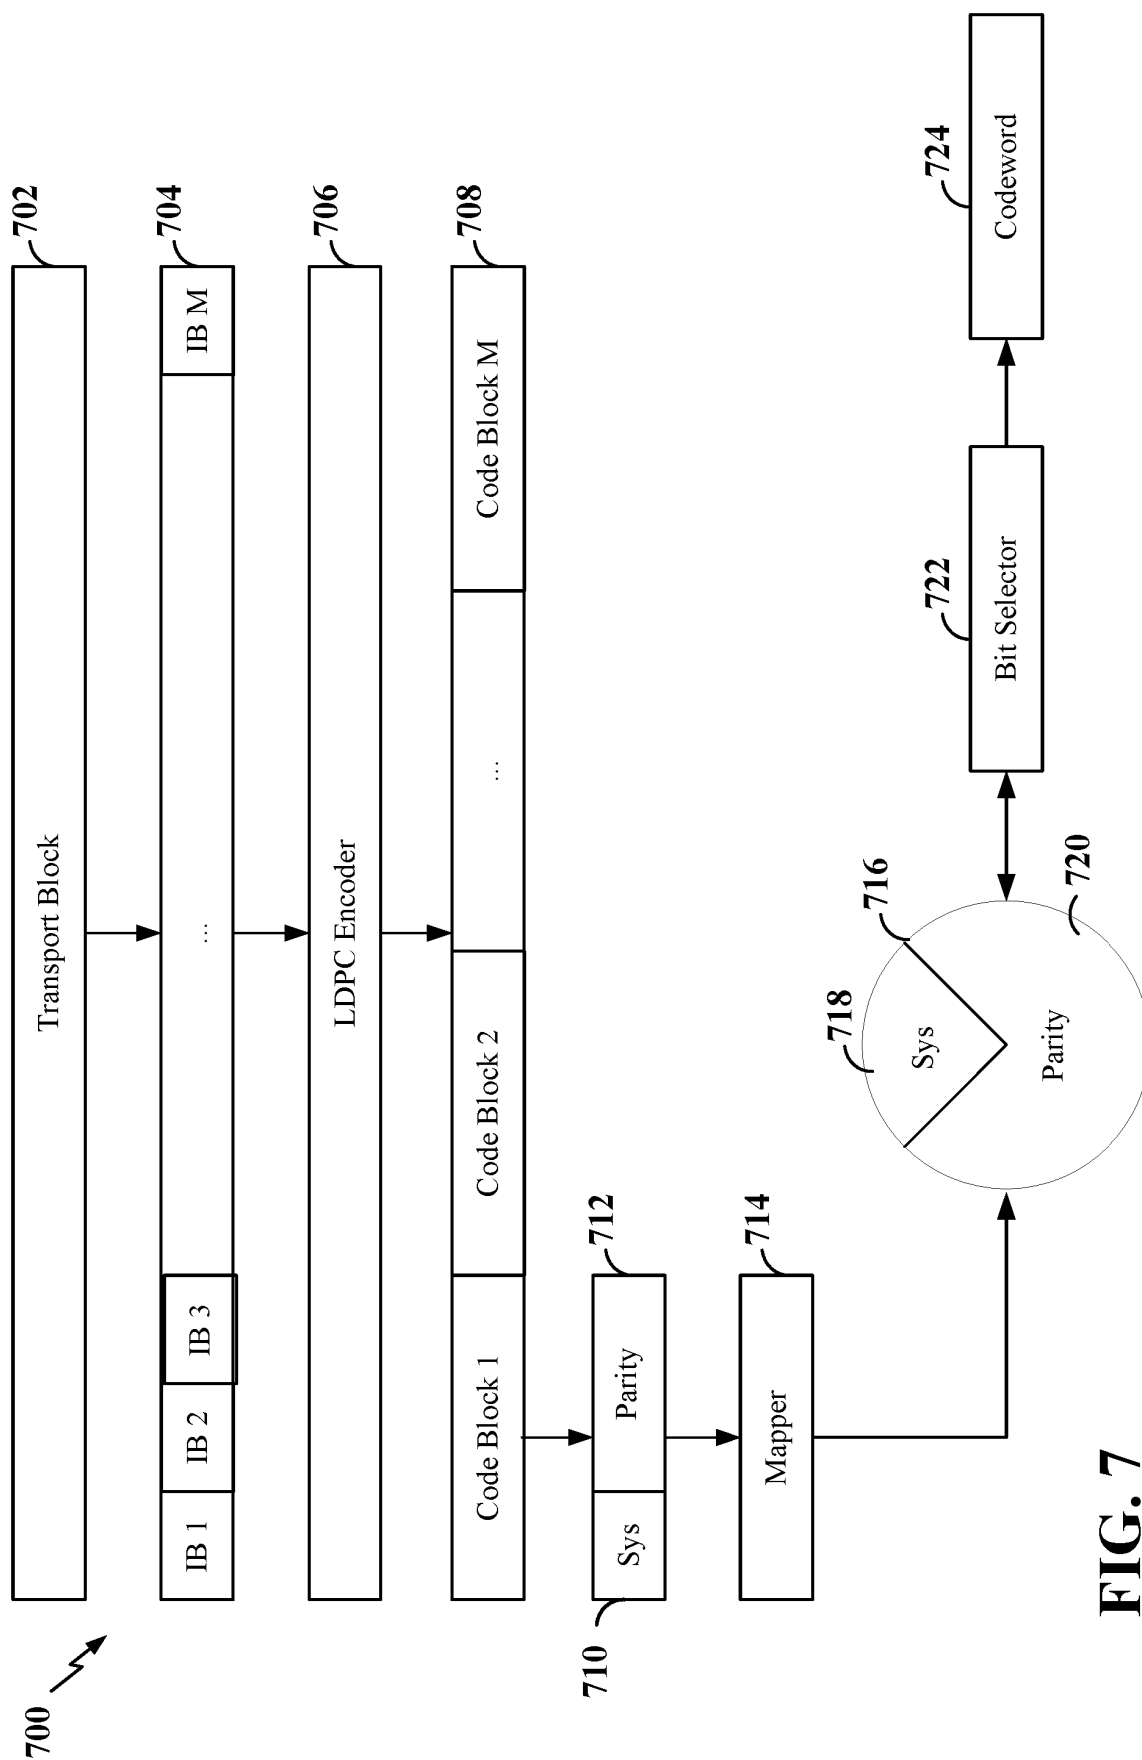 700
702
Transport Block
704
IB 1
IB 2
IB 3
...
IB M
706
LDPC Encoder
708
Code Block 1
Code Block 2
...
Code Block M
710
Sys
Parity
712
Mapper
714
716
718
Sys
Parity
720
722
Bit Selector
724
Codeword
FIG. 7